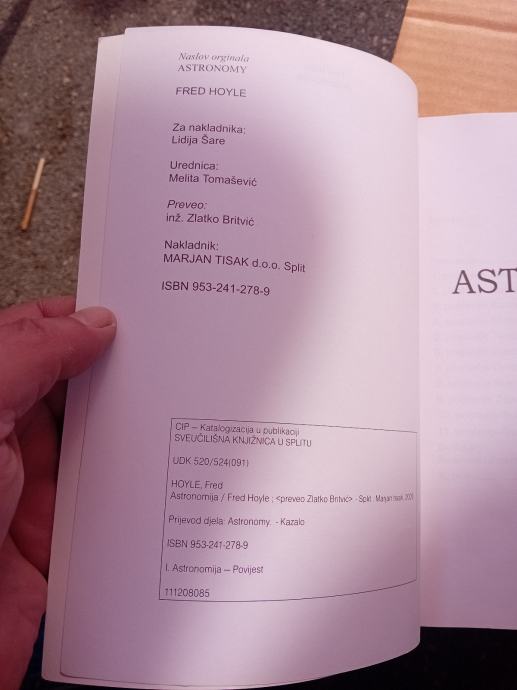 Naslov orginala
ASTRONOMY
FRED HOYLE
Za nakladnika:
Lidija Šare
Urednica:
Melita Tomašević
Preveo:
inž. Zlatko Britvić
Nakladnik:
MARJAN TISAK d.o.o. Split
ISBN 953-241-278-9
CIP – Katalogizacija u publikaciji
SVEUČILIŠNA KNJIŽNICA U SPLITU
UDK 520/524(091)
HOYLE, Fred
Astronomija / Fred Hoyle ; <preveo Zlatko Britvić>. - Split : Marjan tisak,
Prijevod djela: Astronomy. - Kazalo
ISBN 953-241-278-9
I. Astronomija – Povijest
111208085
AST